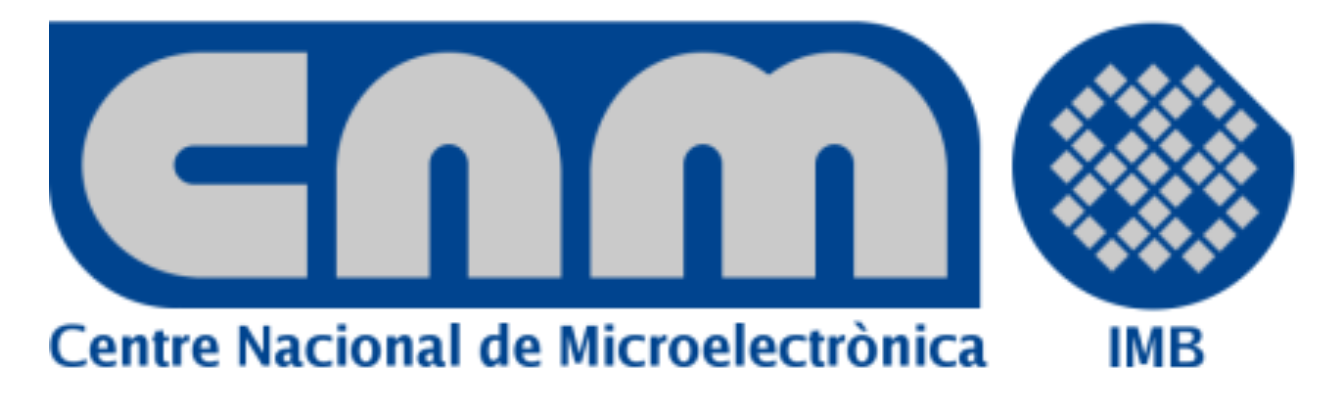 cnm
Centre Nacional de Microelectrònica
IMB